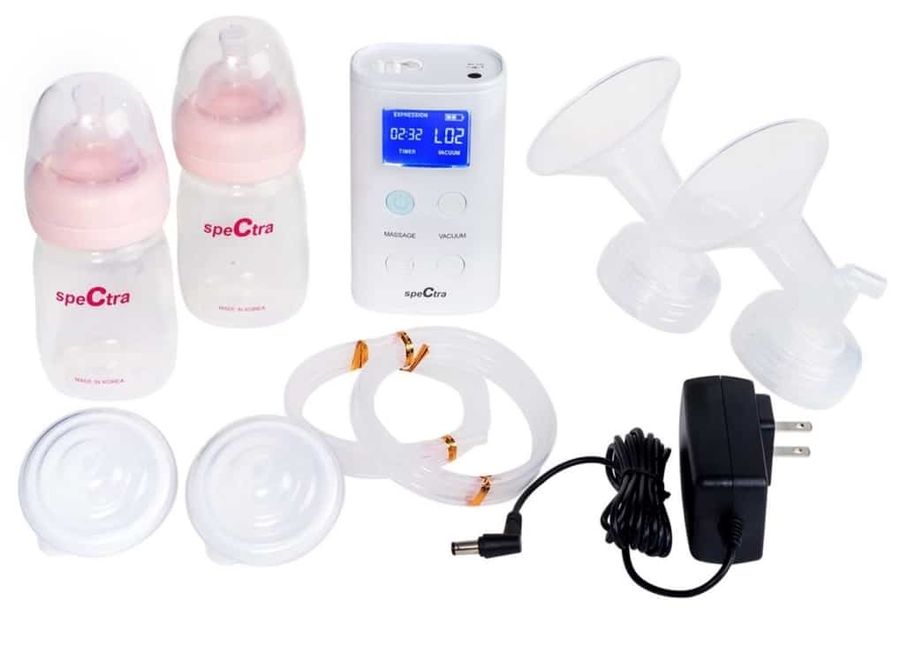 speCtra
MADE IN KOREA
speCtra
MADE IN KOREA
EXPRESSION
02:32 L02
TIMER VACUUM
MASSAGE VACUUM
speCtra